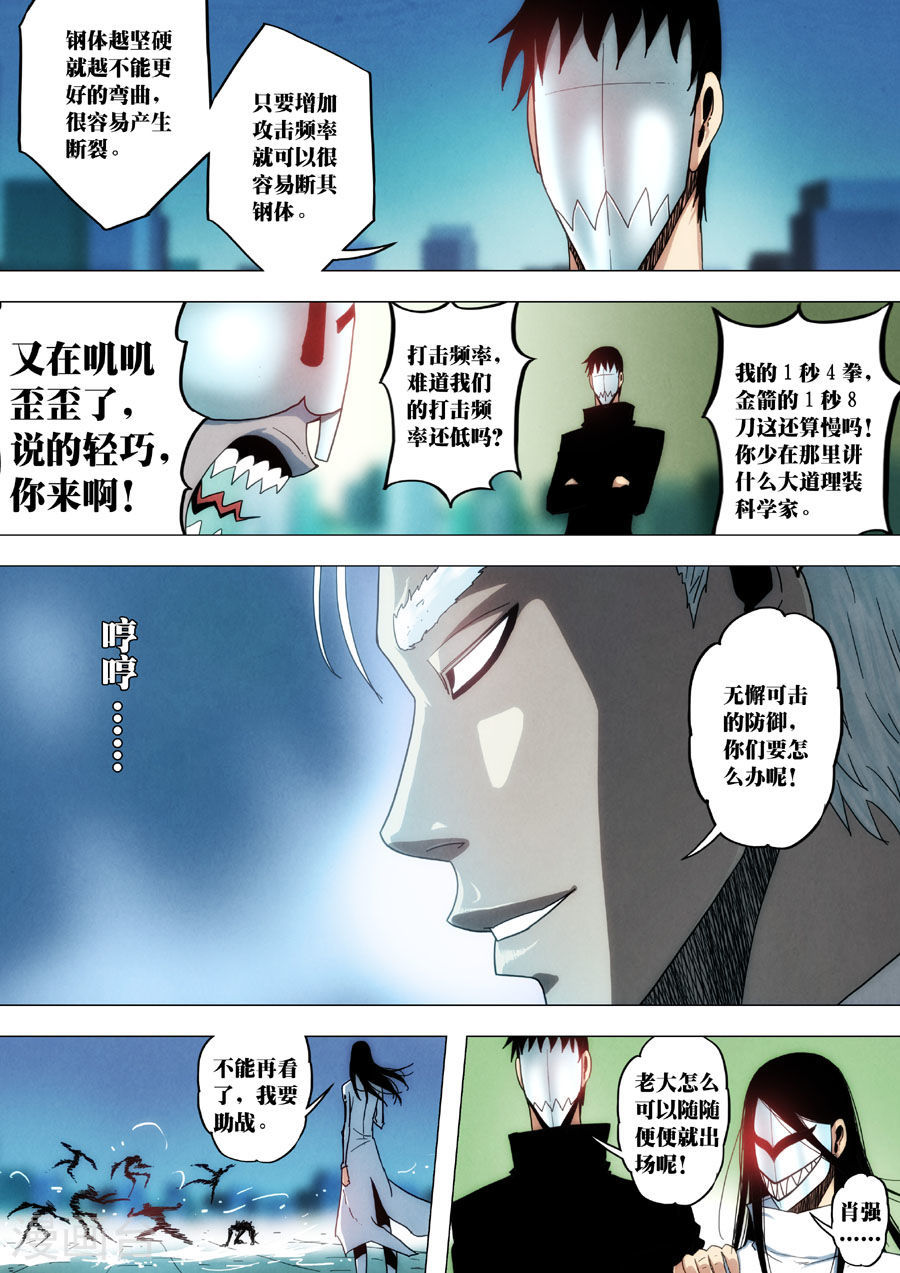 钢体越坚硬
就越不能更
好的弯曲，
很容易产生
断裂。
只要增加
攻击频率
就可以很
容易断其
钢体。
又在叽叽
歪歪了，
说的轻巧，
你来啊！
打击频率，
难道我们
的打击频
率还低吗？
我的1秒4拳，
金箭的1秒8
刀这还算慢吗！
你少在那里讲
什么大道理装
科学家。
哼
哼
……
无懈可击
的防御，
你们要怎
么办呢！
不能再看
了，我要
助战。
老大怎么
可以随随
便便就出
场呢！
肖强
……
漫画台